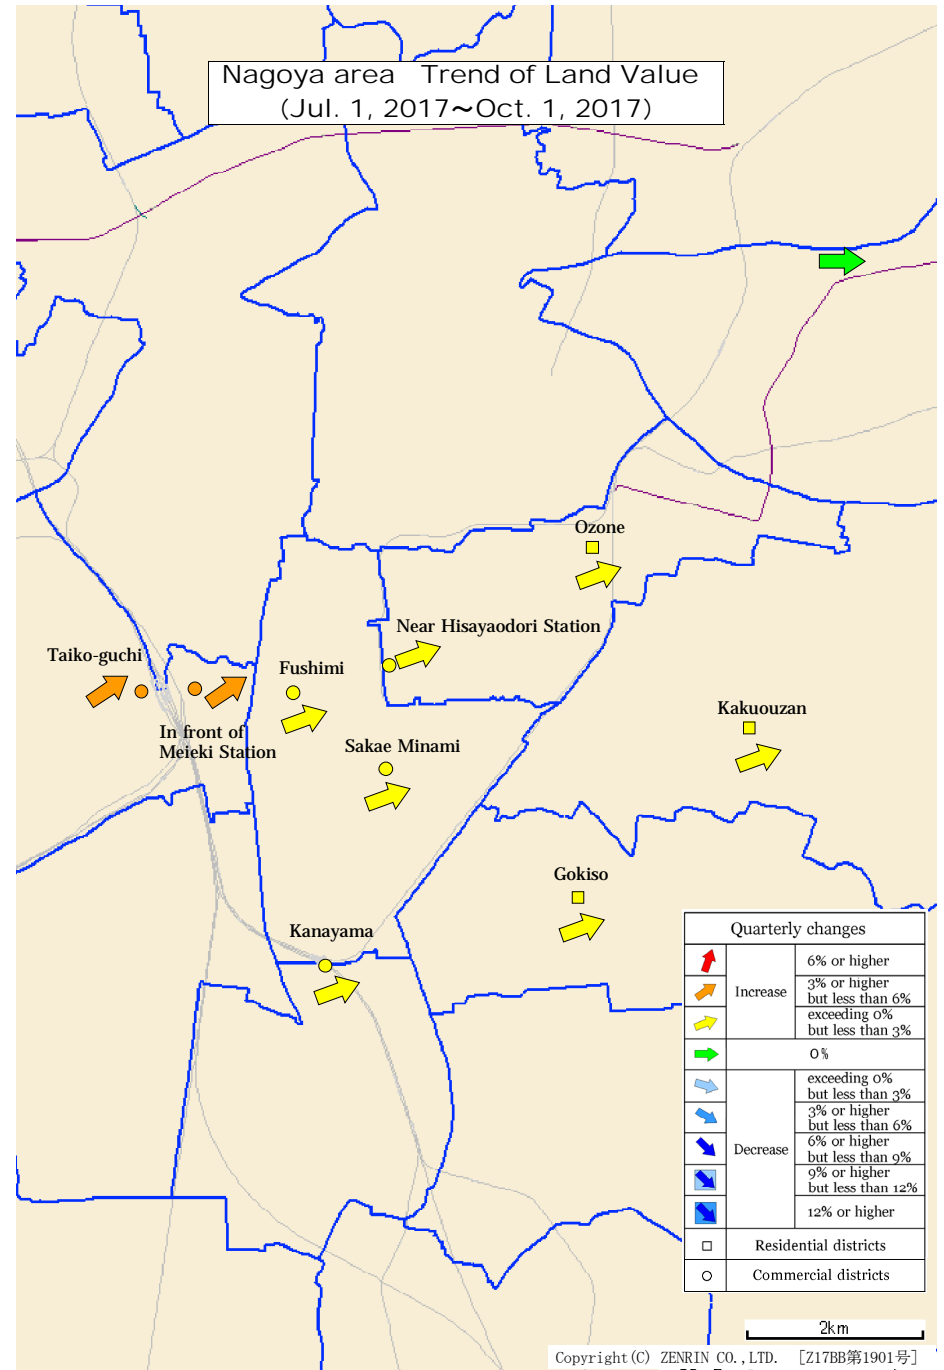 Nagoya area Trend of Land Value
(Jul. 1, 2017～Oct. 1, 2017)
Ozone
Near Hisayaodori Station
Taiko-guchi
Fushimi
In front of
Meieki Station
Sakae Minami
Kakuouzan
Gokiso
Kanayama
Quarterly changes
Increase
6% or higher
3% or higher
but less than 6%
exceeding 0%
but less than 3%
0%
Decrease
exceeding 0%
but less than 3%
3% or higher
but less than 6%
6% or higher
but less than 9%
9% or higher
but less than 12%
12% or higher
Residential districts
Commercial districts
2km
Copyright(C) ZENRIN CO.,LTD. [Z17BB第1901号]